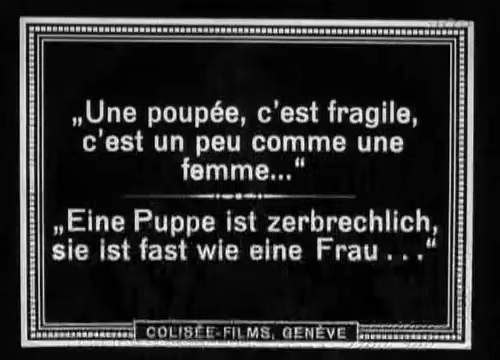 „Une poupée, c'est fragile,
c'est un peu comme une
femme...“
„Eine Puppe ist zerbrechlich,
sie ist fast wie eine Frau . . .“
COLISÉE-FILMS, GENÈVE